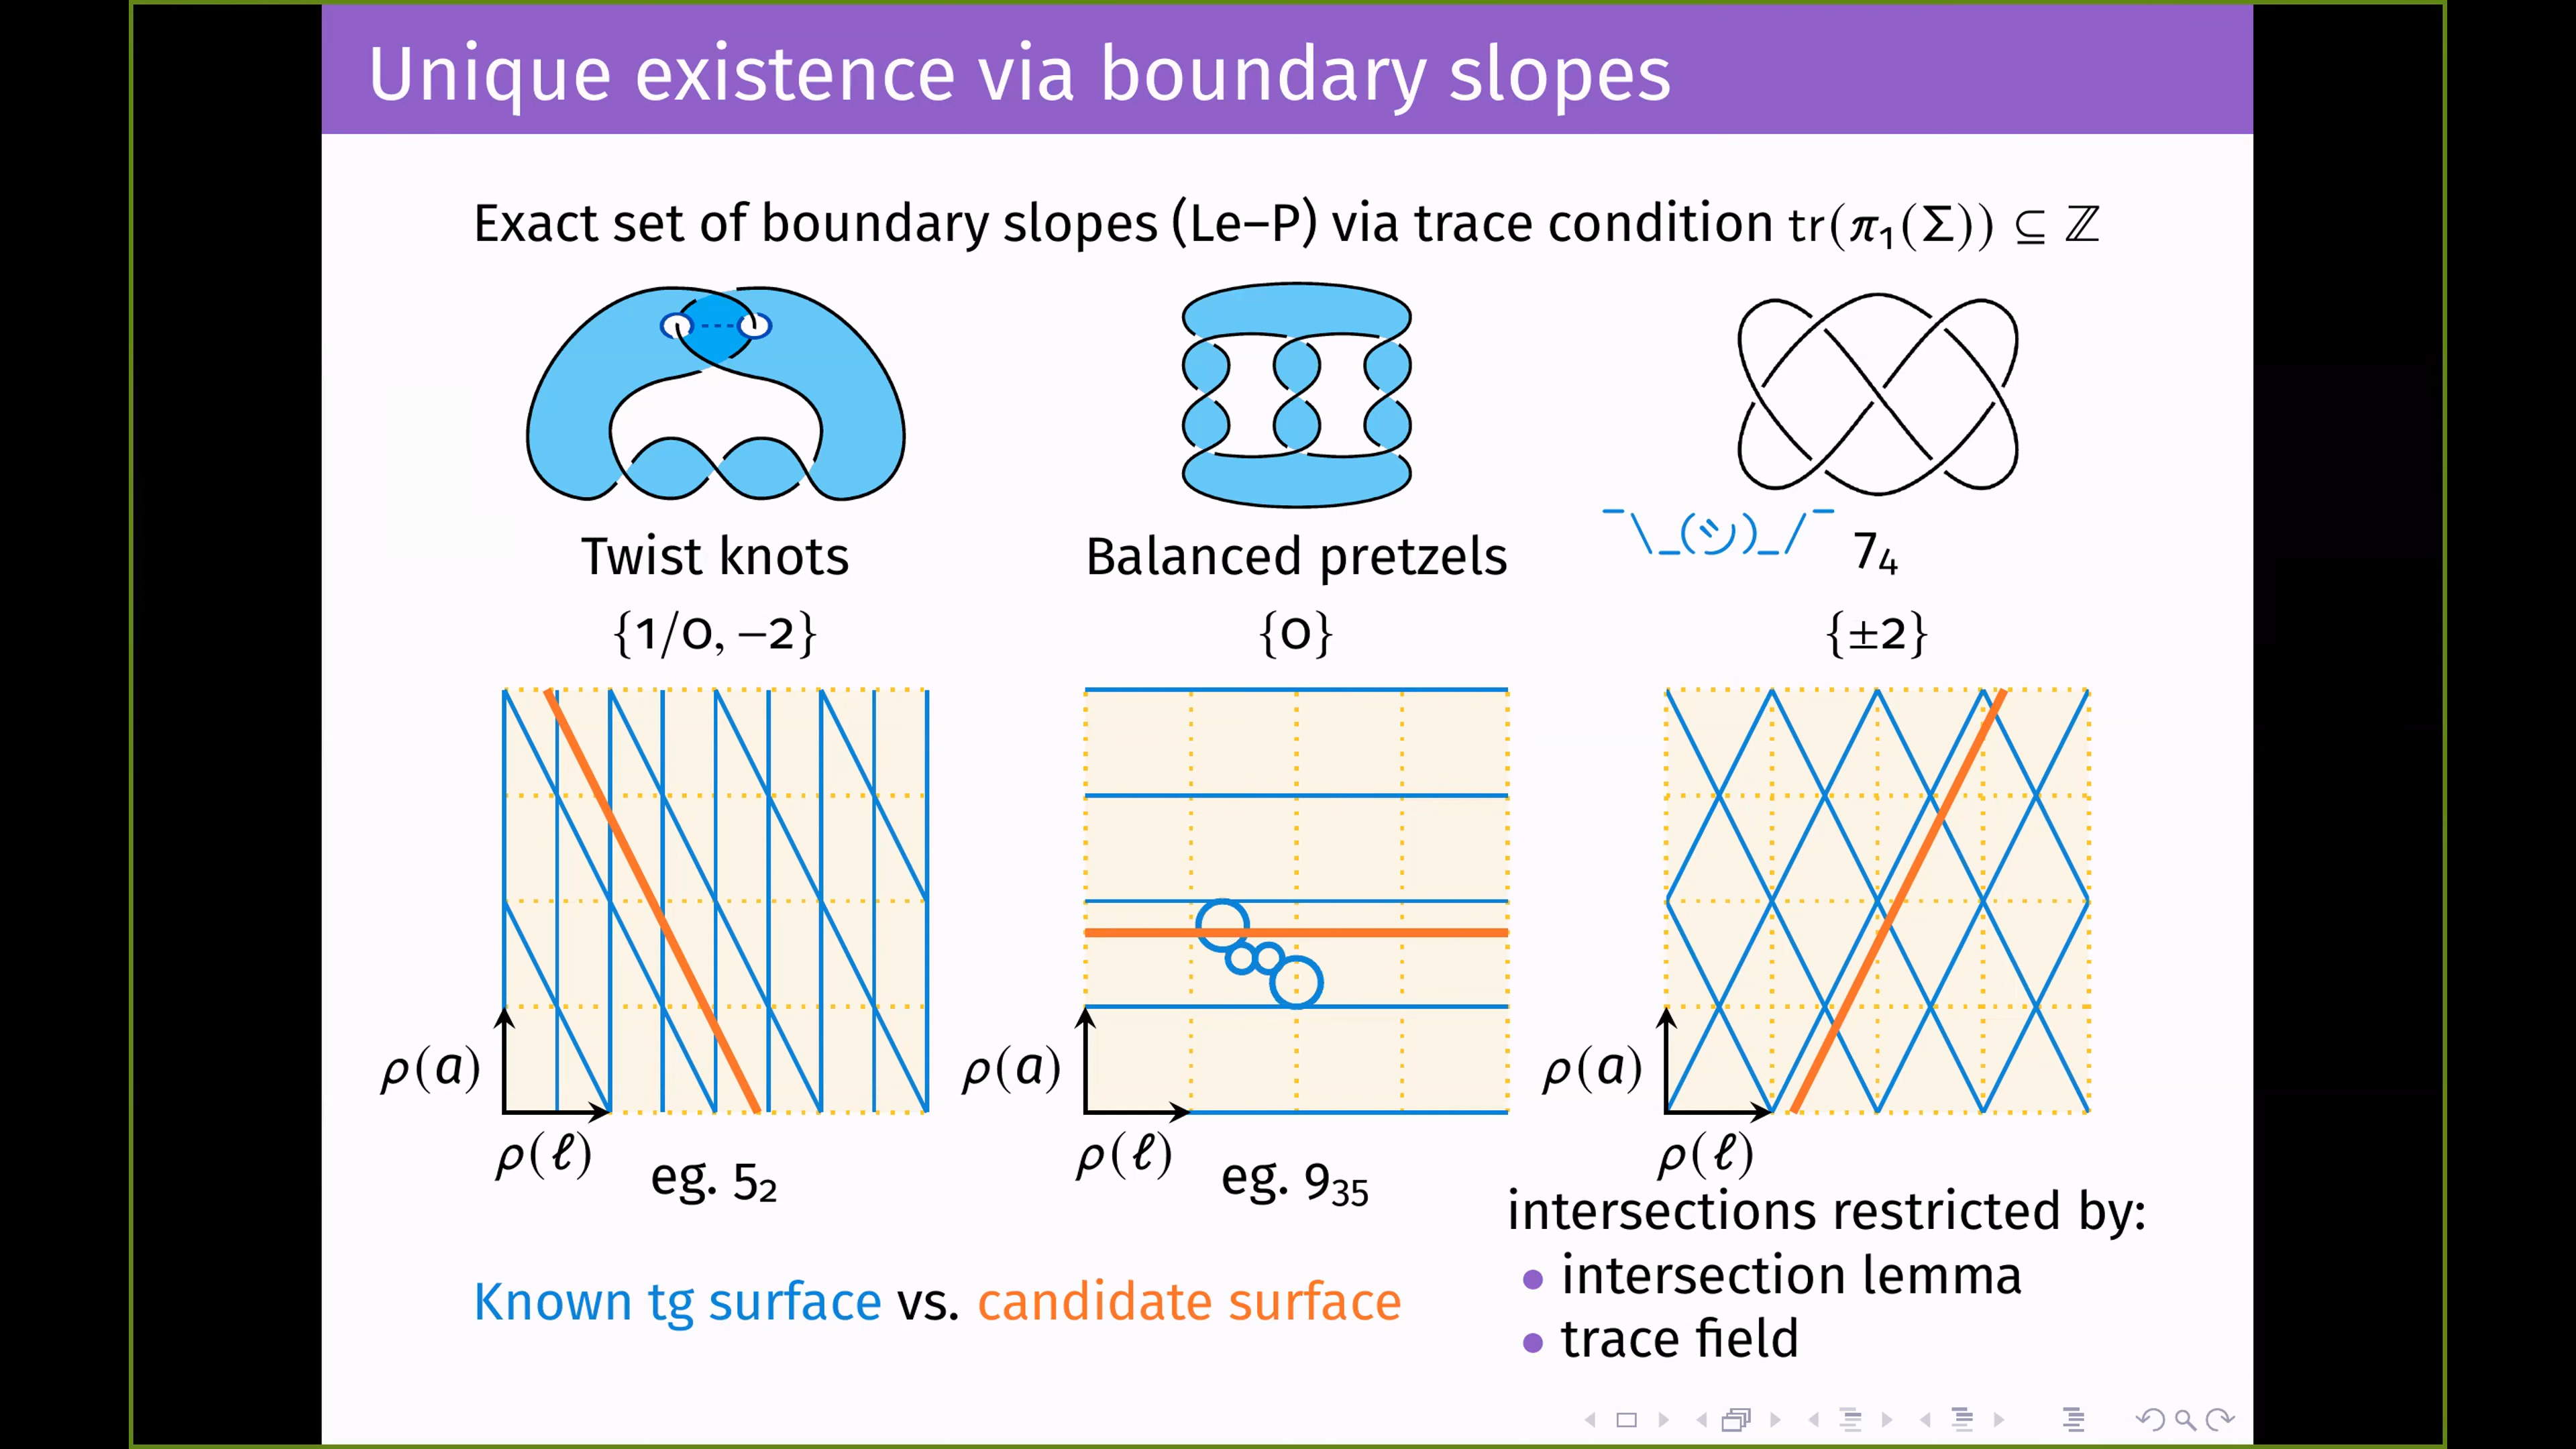 Unique existence via boundary slopes
Exact set of boundary slopes (Le–P) via trace condition tr(π₁(Σ)) ⊆ ℤ
Twist knots
Balanced pretzels
¯\_(ツ)_/¯ 7₄
{1/0, −2}
{0}
{±2}
ρ(a)
ρ(ℓ)
eg. 5₂
ρ(a)
ρ(ℓ)
eg. 9₃₅
ρ(a)
ρ(ℓ)
intersections restricted by:
• intersection lemma
• trace field
Known tg surface vs. candidate surface